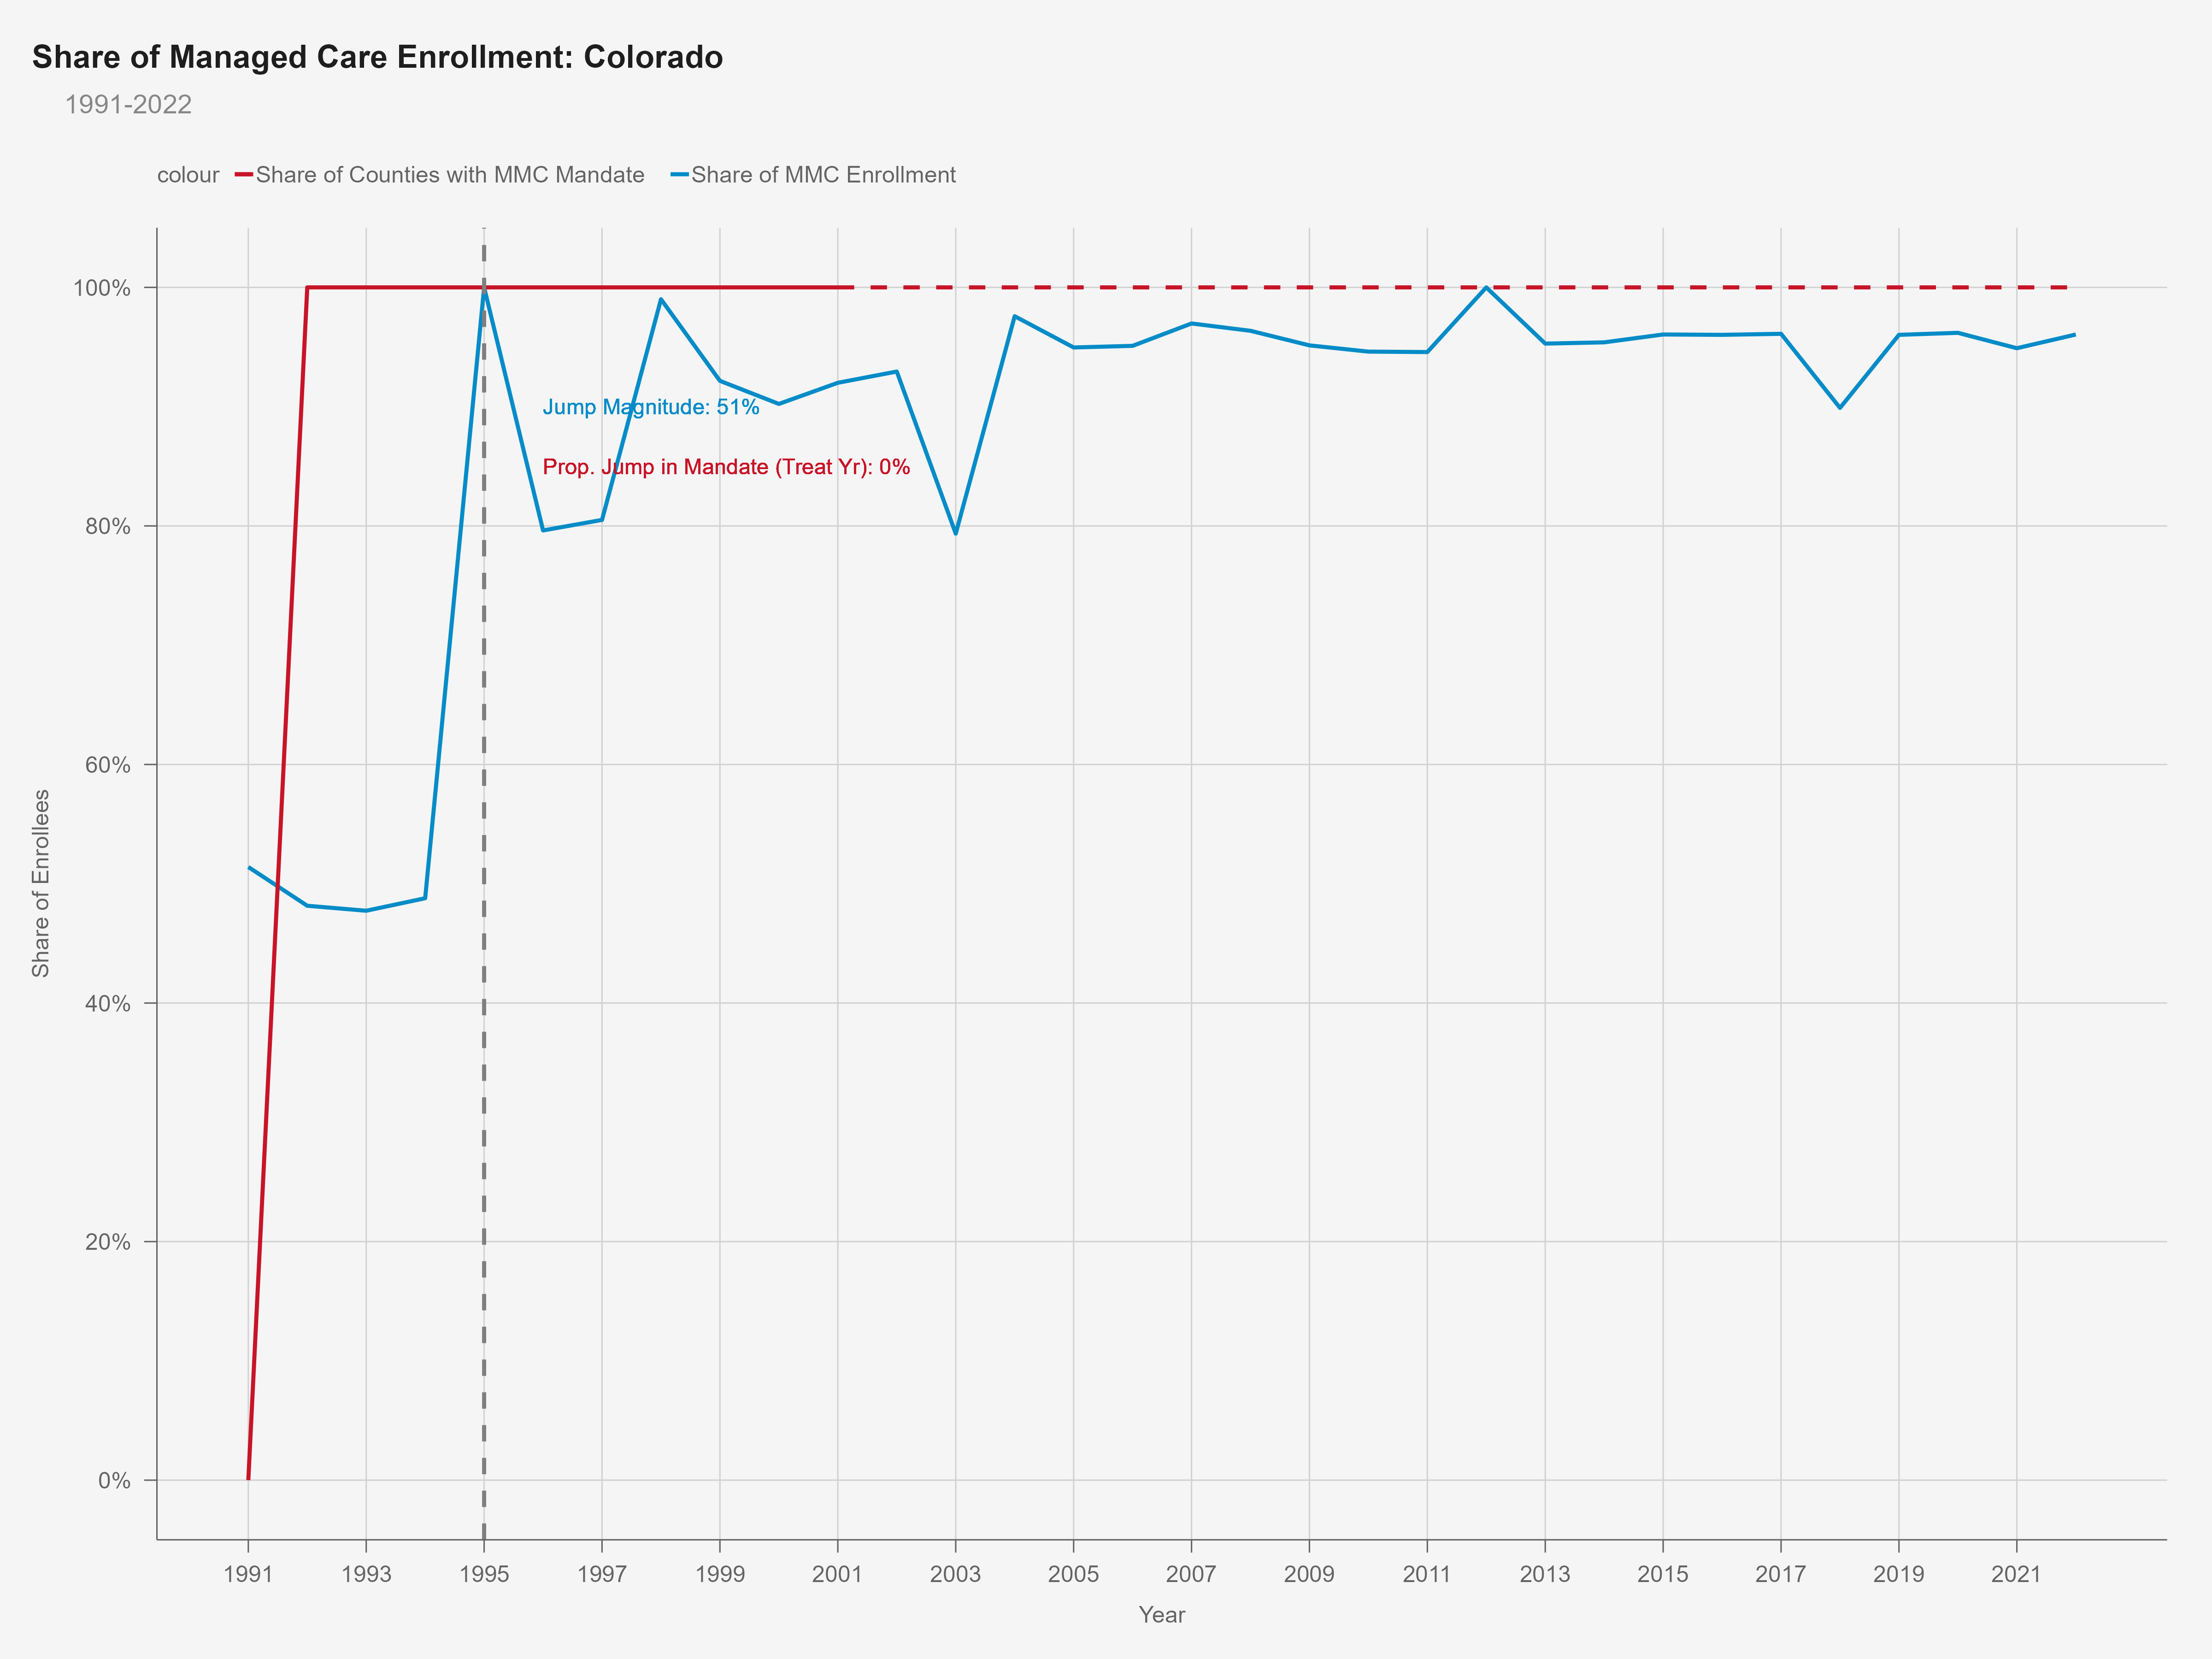 Share of Managed Care Enrollment: Colorado
1991-2022
colour Share of Counties with MMC Mandate Share of MMC Enrollment
100%
Jump Magnitude: 51%
Prop. Jump in Mandate (Treat Yr): 0%
80%
60%
Share of Enrollees
40%
20%
0%
1991 1993 1995 1997 1999 2001 2003 2005 2007 2009 2011 2013 2015 2017 2019 2021
Year